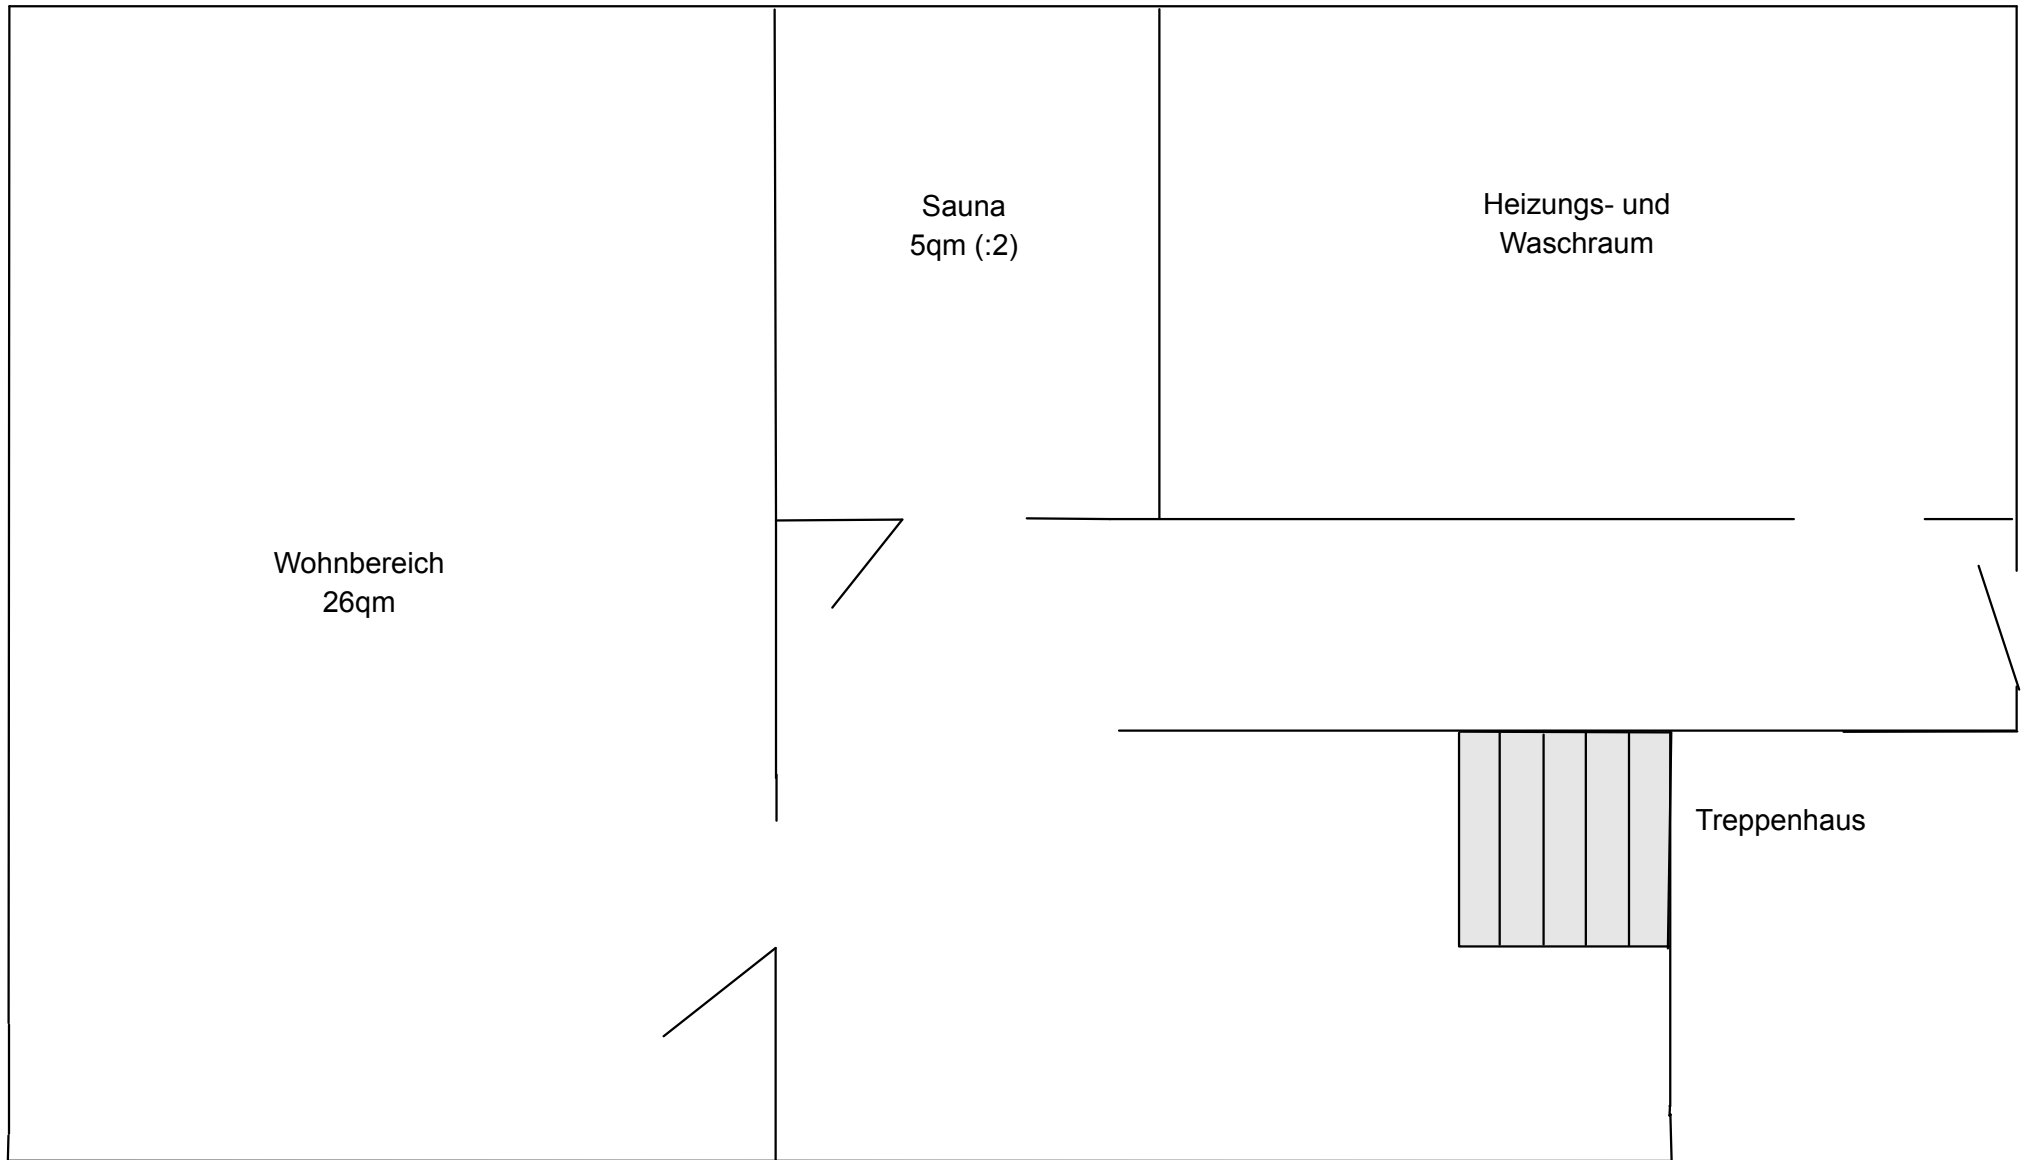 Sauna
5qm (:2)
Heizungs- und
Waschraum
Wohnbereich
26qm
Treppenhaus